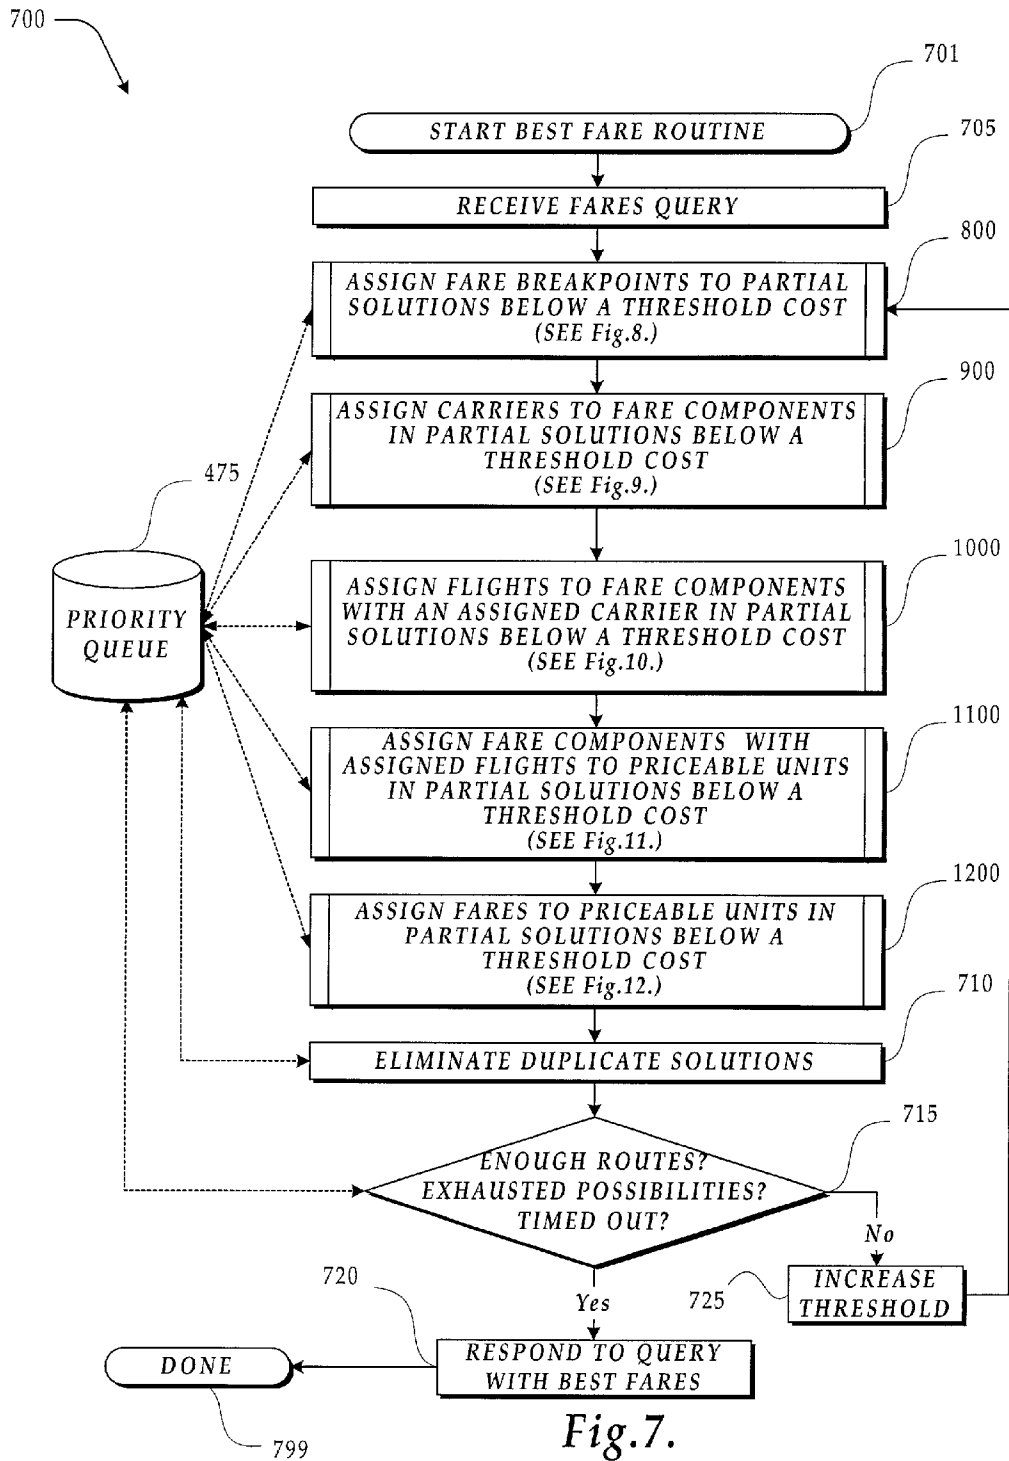 700
701
START BEST FARE ROUTINE
705
RECEIVE FARES QUERY
800
ASSIGN FARE BREAKPOINTS TO PARTIAL
SOLUTIONS BELOW A THRESHOLD COST
(SEE Fig.8.)
900
ASSIGN CARRIERS TO FARE COMPONENTS
IN PARTIAL SOLUTIONS BELOW A
THRESHOLD COST
(SEE Fig.9.)
475
PRIORITY
QUEUE
1000
ASSIGN FLIGHTS TO FARE COMPONENTS
WITH AN ASSIGNED CARRIER IN PARTIAL
SOLUTIONS BELOW A THRESHOLD COST
(SEE Fig.10.)
1100
ASSIGN FARE COMPONENTS WITH
ASSIGNED FLIGHTS TO PRICEABLE UNITS
IN PARTIAL SOLUTIONS BELOW A
THRESHOLD COST
(SEE Fig.11.)
1200
ASSIGN FARES TO PRICEABLE UNITS IN
PARTIAL SOLUTIONS BELOW A
THRESHOLD COST
(SEE Fig.12.)
710
ELIMINATE DUPLICATE SOLUTIONS
715
ENOUGH ROUTES?
EXHAUSTED POSSIBILITIES?
TIMED OUT?
No
725
INCREASE
THRESHOLD
Yes
720
RESPOND TO QUERY
WITH BEST FARES
DONE
799
Fig.7.